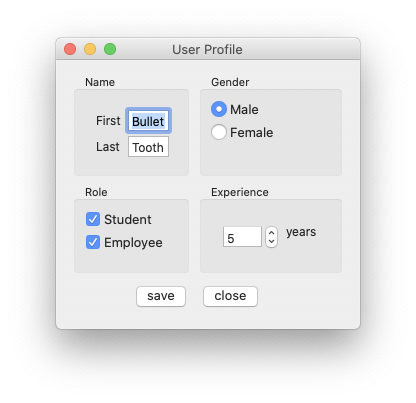 User Profile
Name
First Bullet
Last Tooth
Gender
Male
Female
Role
Student
Employee
Experience
5 years
save close